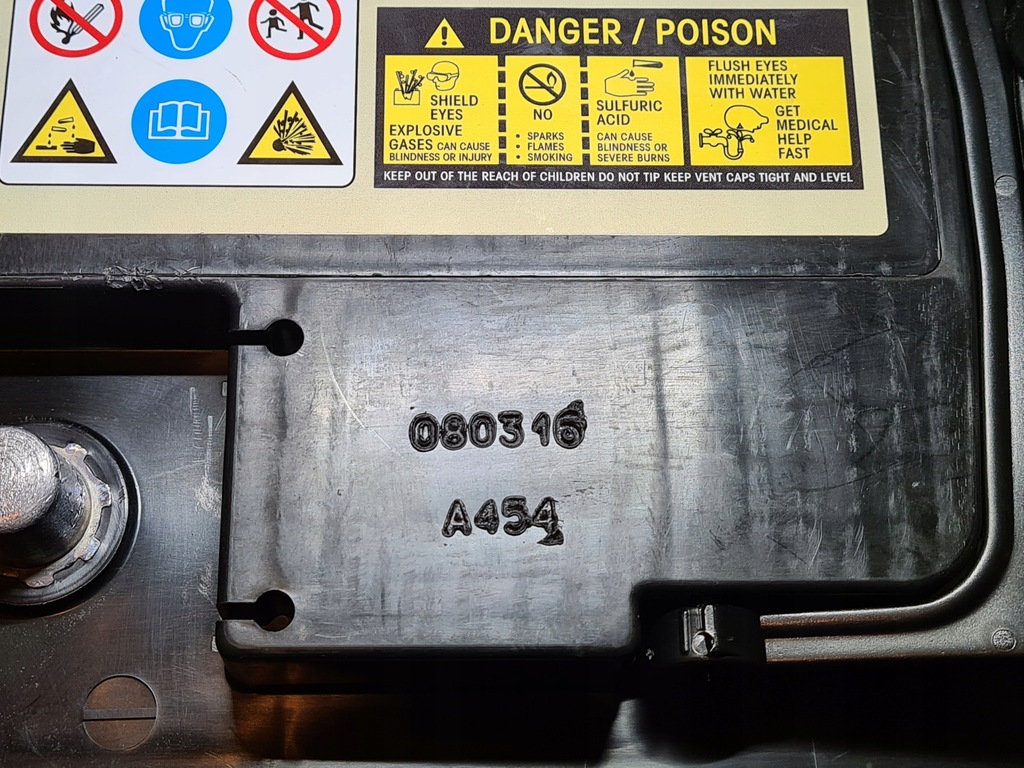 DANGER / POISON
SHIELD
EYES
EXPLOSIVE
GASES CAN CAUSE
BLINDNESS OR INJURY
NO
• SPARKS
• FLAMES
• SMOKING
SULFURIC
ACID
CAN CAUSE
BLINDNESS OR
SEVERE BURNS
FLUSH EYES
IMMEDIATELY
WITH WATER
GET
MEDICAL
HELP
FAST
KEEP OUT OF THE REACH OF CHILDREN DO NOT TIP KEEP VENT CAPS TIGHT AND LEVEL
080316
A454